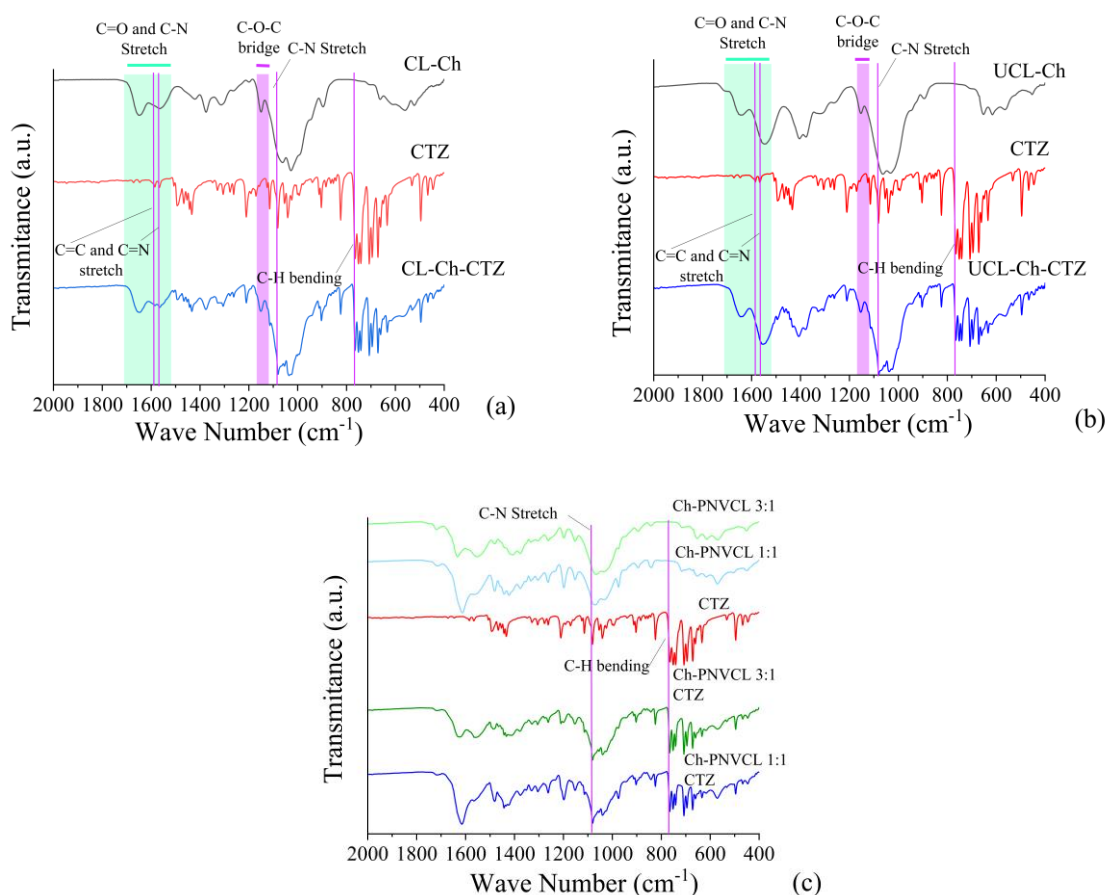 C=O and C-N
Stretch
C-O-C
bridge
C-N Stretch
CL-Ch
CTZ
C=C and C=N
stretch
C-H bending
CL-Ch-CTZ
Transmitance (a.u.)
2000 1800 1600 1400 1200 1000 800 600 400
Wave Number (cm-1)
(a)
C=O and C-N
Stretch
C-O-C
bridge
C-N Stretch
UCL-Ch
CTZ
C=C and C=N
stretch
C-H bending
UCL-Ch-CTZ
Transmitance (a.u.)
2000 1800 1600 1400 1200 1000 800 600 400
Wave Number (cm-1)
(b)
C-N Stretch
Ch-PNVCL 3:1
Ch-PNVCL 1:1
CTZ
C-H bending
Ch-PNVCL 3:1
CTZ
Ch-PNVCL 1:1
CTZ
Transmitance (a.u.)
2000 1800 1600 1400 1200 1000 800 600 400
Wave Number (cm-1)
(c)